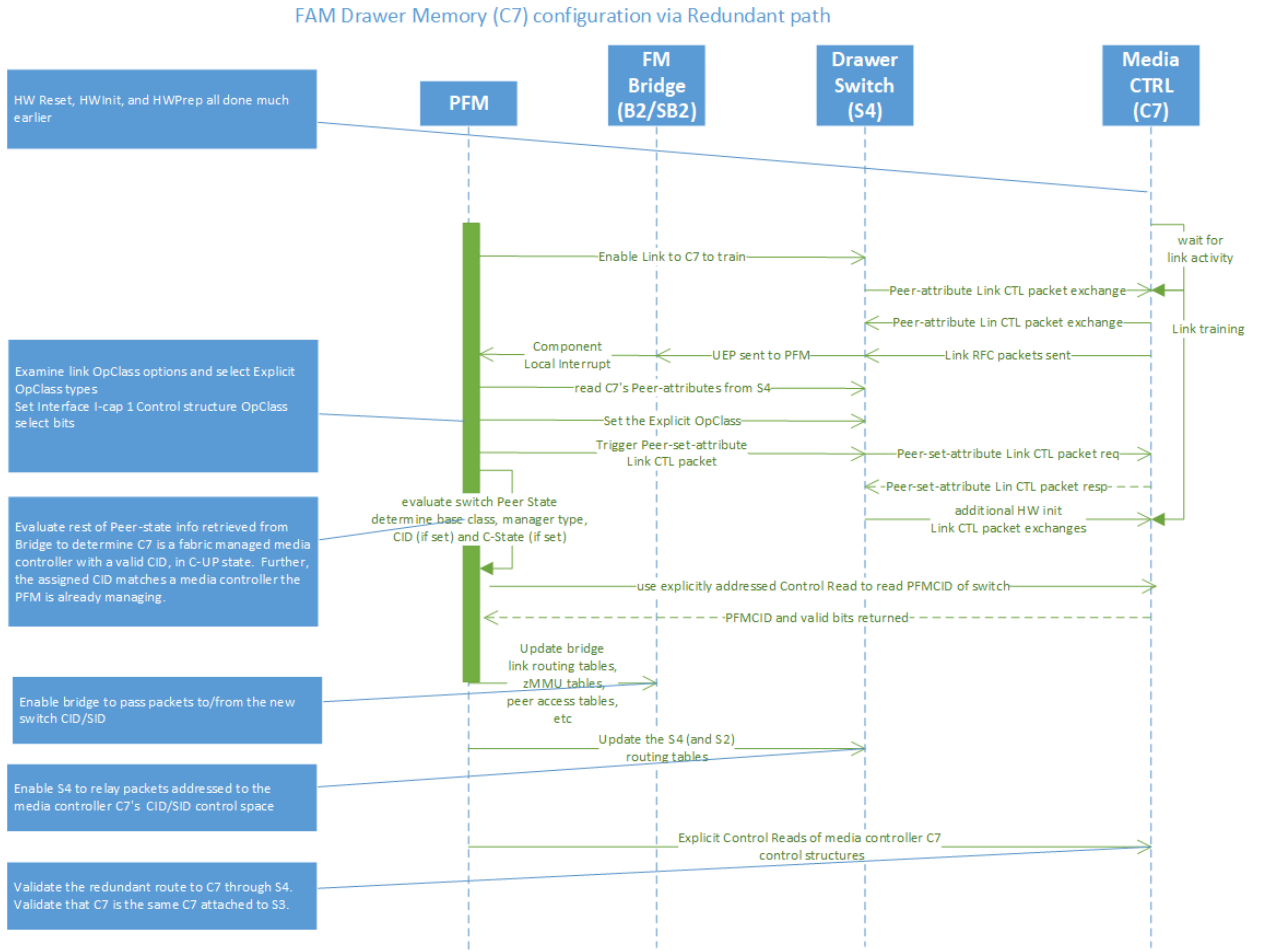 FAM Drawer Memory (C7) configuration via Redundant path
PFM
FM
Bridge
(B2/SB2)
Drawer
Switch
(S4)
Media
CTRL
(C7)
HW Reset, HWInit, and HWPrep all done much
earlier
wait for
link activity
Enable Link to C7 to train
Peer-attribute Link CTL packet exchange
Peer-attribute Lin CTL packet exchange
Link training
Component
Local Interrupt
UEP sent to PFM
Link RFC packets sent
Examine link OpClass options and select Explicit
OpClass types
Set Interface I-cap 1 Control structure OpClass
select bits
read C7's Peer-attributes from S4
Set the Explicit OpClass
Trigger Peer-set-attribute
Link CTL packet
Peer-set-attribute Link CTL packet req
Peer-set-attribute Lin CTL packet resp
evaluate switch Peer State
determine base class, manager type,
CID (if set) and C-State (if set)
additional HW init
Link CTL packet exchanges
Evaluate rest of Peer-state info retrieved from
Bridge to determine C7 is a fabric managed media
controller with a valid CID, in C-UP state.  Further,
the assigned CID matches a media controller the
PFM is already managing.
use explicitly addressed Control Read to read PFMCID of switch
PFMCID and valid bits returned
Update bridge
link routing tables,
zMMU tables,
peer access tables,
etc
Enable bridge to pass packets to/from the new
switch CID/SID
Update the S4 (and S2)
routing tables
Enable S4 to relay packets addressed to the
media controller C7's  CID/SID control space
Explicit Control Reads of media controller C7
control structures
Validate the redundant route to C7 through S4.
Validate that C7 is the same C7 attached to S3.